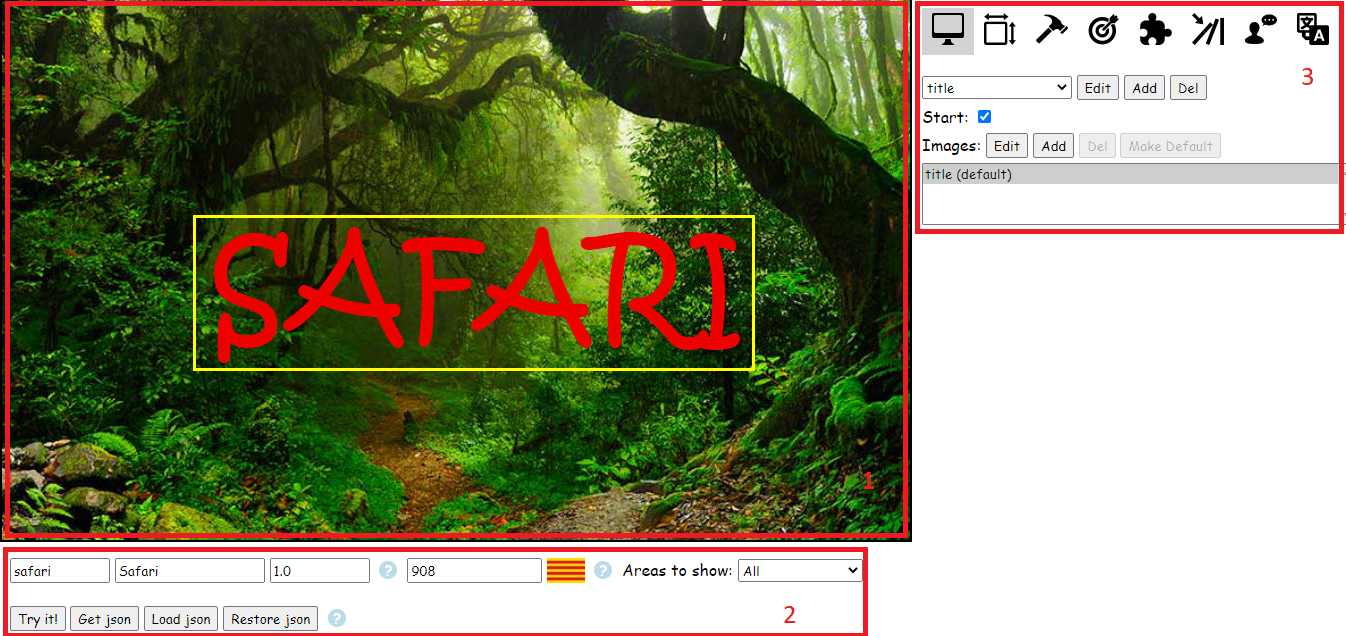 SAFARI
1
safari Safari 1.0 ? 908 ? Areas to show: All
Try it! Get json Load json Restore json ?
2
A
title Edit Add Del
3
Start:
Images: Edit Add Del Make Default
title (default)